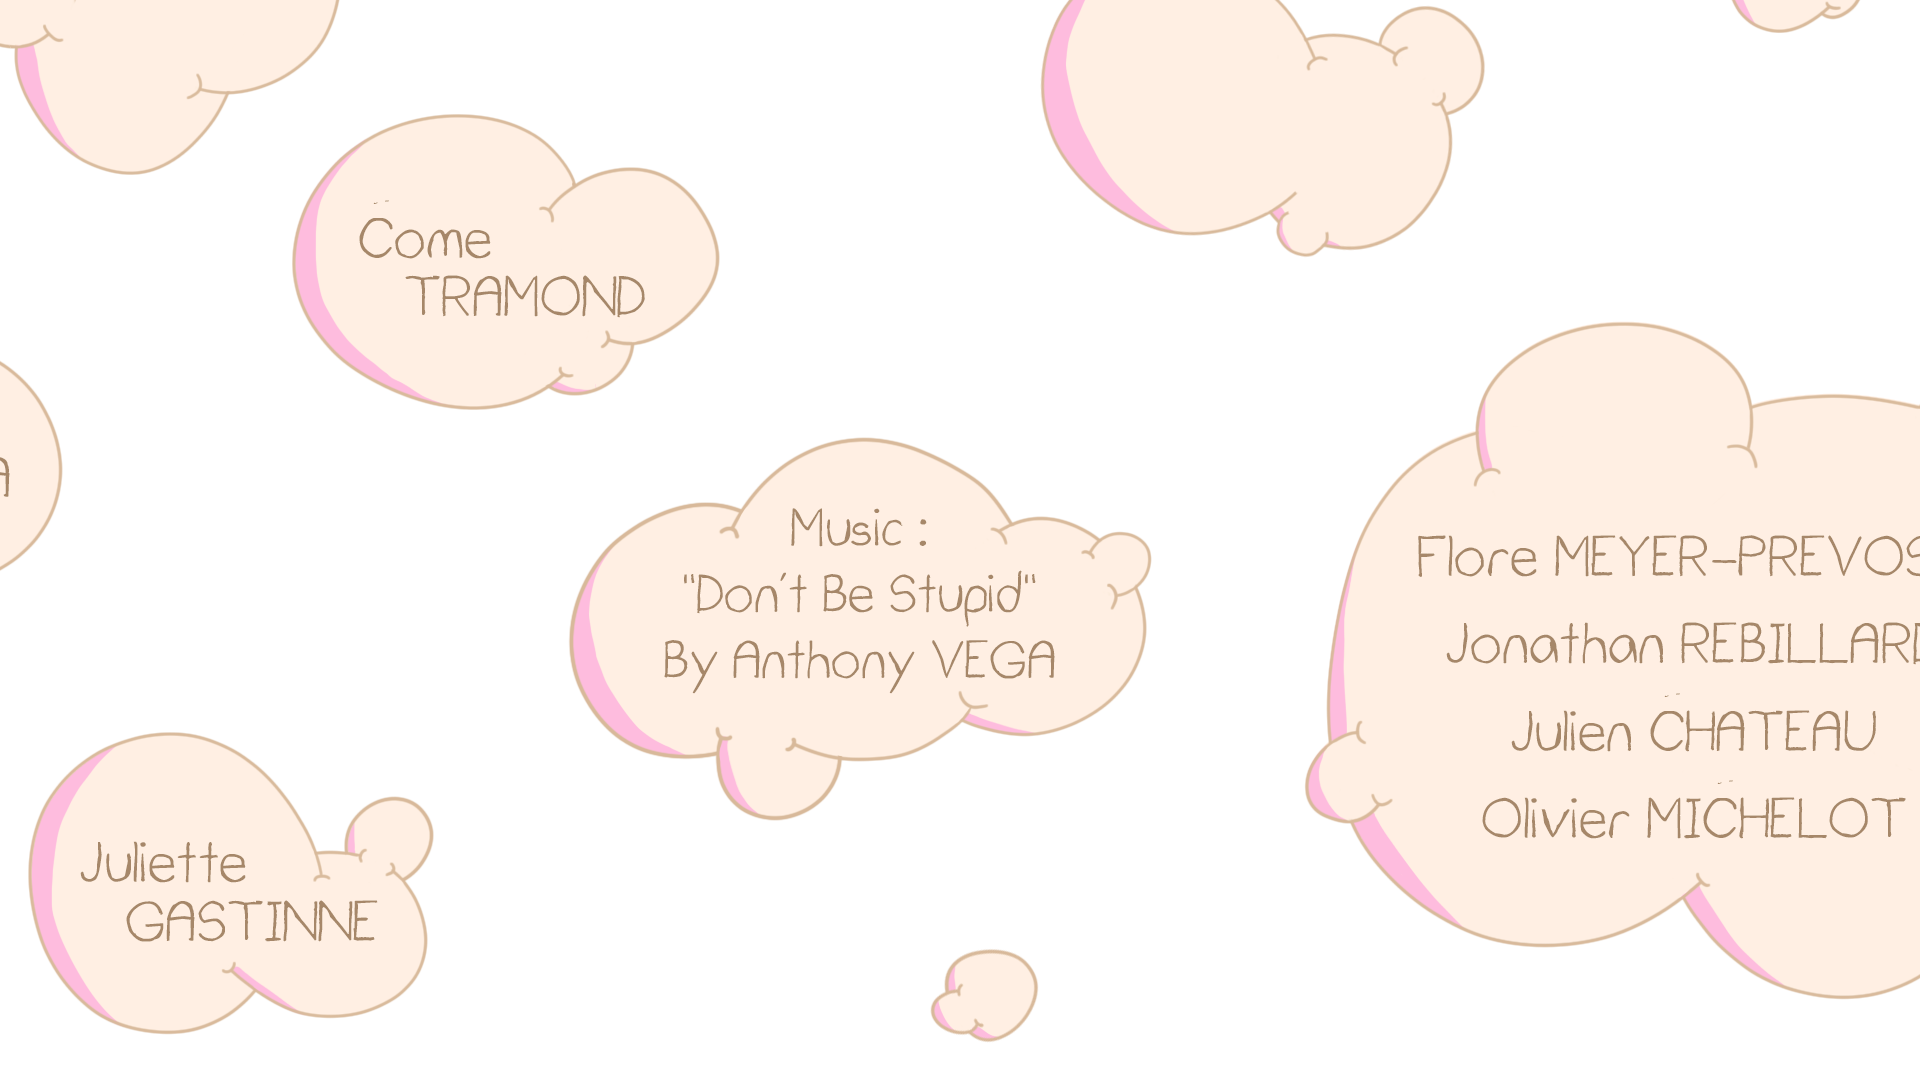 Come
TRAMOND
Music :
"Don't Be Stupid"
By Anthony VEGA
Flore MEYER-PREVOS
Jonathan REBILLARD
Julien CHATEAU
Olivier MICHELOT
Juliette
GASTINNE